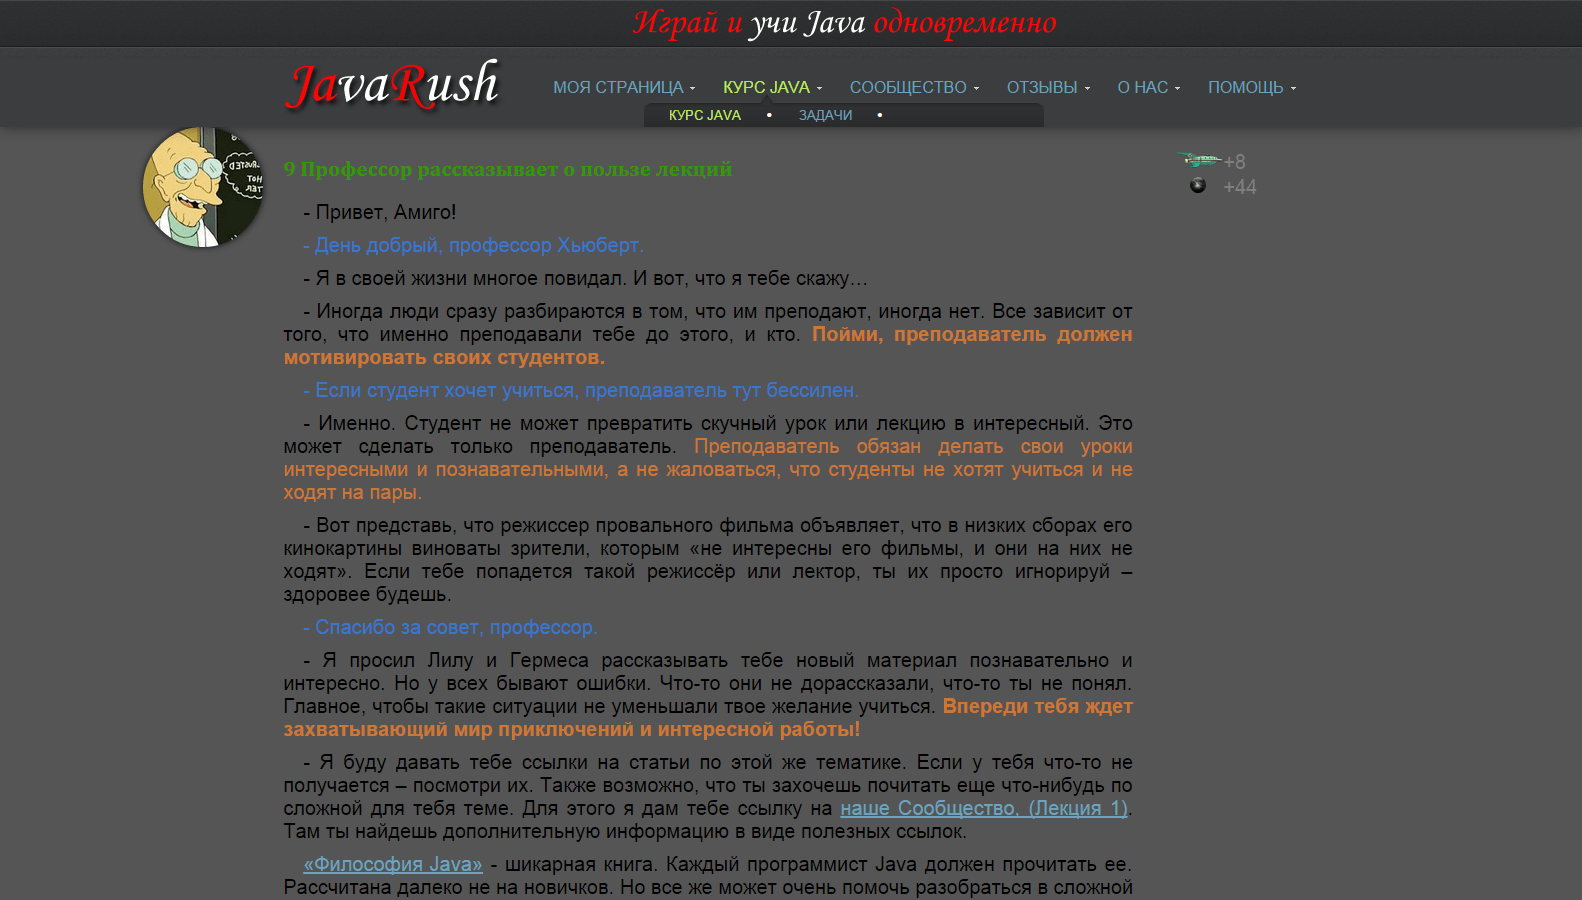 Играй и учи Java одновременно
JavaRush
МОЯ СТРАНИЦА КУРС JAVA СООБЩЕСТВО ОТЗЫВЫ О НАС ПОМОЩЬ
КУРС JAVA • ЗАДАЧИ •
9 Профессор рассказывает о пользе лекций
+8
+44
- Привет, Амиго!
- День добрый, профессор Хьюберт.
- Я в своей жизни многое повидал. И вот, что я тебе скажу…
- Иногда люди сразу разбираются в том, что им преподают, иногда нет. Все зависит от
того, что именно преподавали тебе до этого, и кто. Пойми, преподаватель должен
мотивировать своих студентов.
- Если студент хочет учиться, преподаватель тут бессилен.
- Именно. Студент не может превратить скучный урок или лекцию в интересный. Это
может сделать только преподаватель. Преподаватель обязан делать свои уроки
интересными и познавательными, а не жаловаться, что студенты не хотят учиться и не
ходят на пары.
- Вот представь, что режиссер провального фильма объявляет, что в низких сборах его
кинокартины виноваты зрители, которым «не интересны его фильмы, и они на них не
ходят». Если тебе попадется такой режиссёр или лектор, ты их просто игнорируй –
здоровее будешь.
- Спасибо за совет, профессор.
- Я просил Лилу и Гермеса рассказывать тебе новый материал познавательно и
интересно. Но у всех бывают ошибки. Что-то они не дорассказали, что-то ты не понял.
Главное, чтобы такие ситуации не уменьшали твое желание учиться. Впереди тебя ждет
захватывающий мир приключений и интересной работы!
- Я буду давать тебе ссылки на статьи по этой же тематике. Если у тебя что-то не
получается – посмотри их. Также возможно, что ты захочешь почитать еще что-нибудь по
сложной для тебя теме. Для этого я дам тебе ссылку на наше Сообщество, (Лекция 1).
Там ты найдешь дополнительную информацию в виде полезных ссылок.
«Философия Java» - шикарная книга. Каждый программист Java должен прочитать ее.
Рассчитана далеко не на новичков. Но все же может очень помочь разобраться в сложной